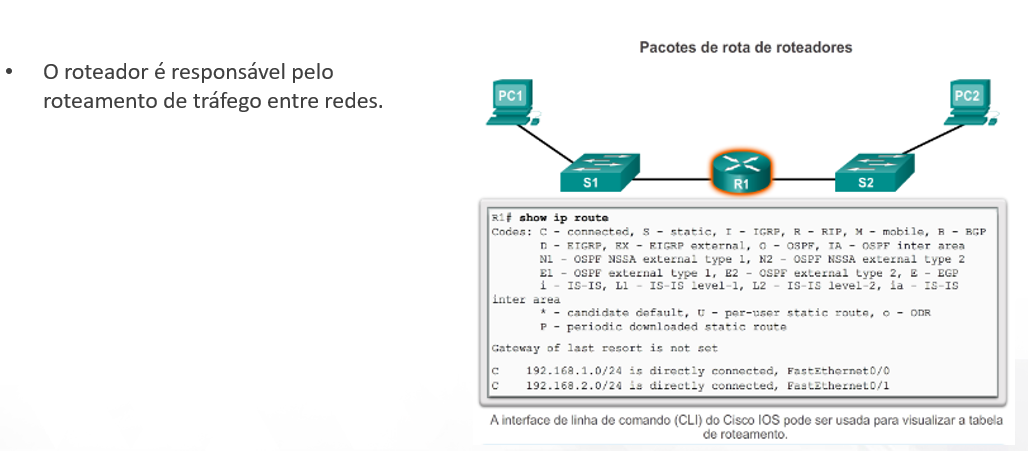 • O roteador é responsável pelo
roteamento de tráfego entre redes.
Pacotes de rota de roteadores
PC1
PC2
S1
R1
S2
R1# show ip route
Codes: C - connected, S - static, I - IGRP, R - RIP, M - mobile, B - BGP
D - EIGRP, EX - EIGRP external, O - OSPF, IA - OSPF inter area
N1 - OSPF NSSA external type 1, N2 - OSPF NSSA external type 2
E1 - OSPF external type 1, E2 - OSPF external type 2, E - EGP
i - IS-IS, L1 - IS-IS level-1, L2 - IS-IS level-2, ia - IS-IS
inter area
* - candidate default, U - per-user static route, o - ODR
P - periodic downloaded static route
Gateway of last resort is not set
C 192.168.1.0/24 is directly connected, FastEthernet0/0
C 192.168.2.0/24 is directly connected, FastEthernet0/1
A interface de linha de comando (CLI) do Cisco IOS pode ser usada para visualizar a tabela
de roteamento.